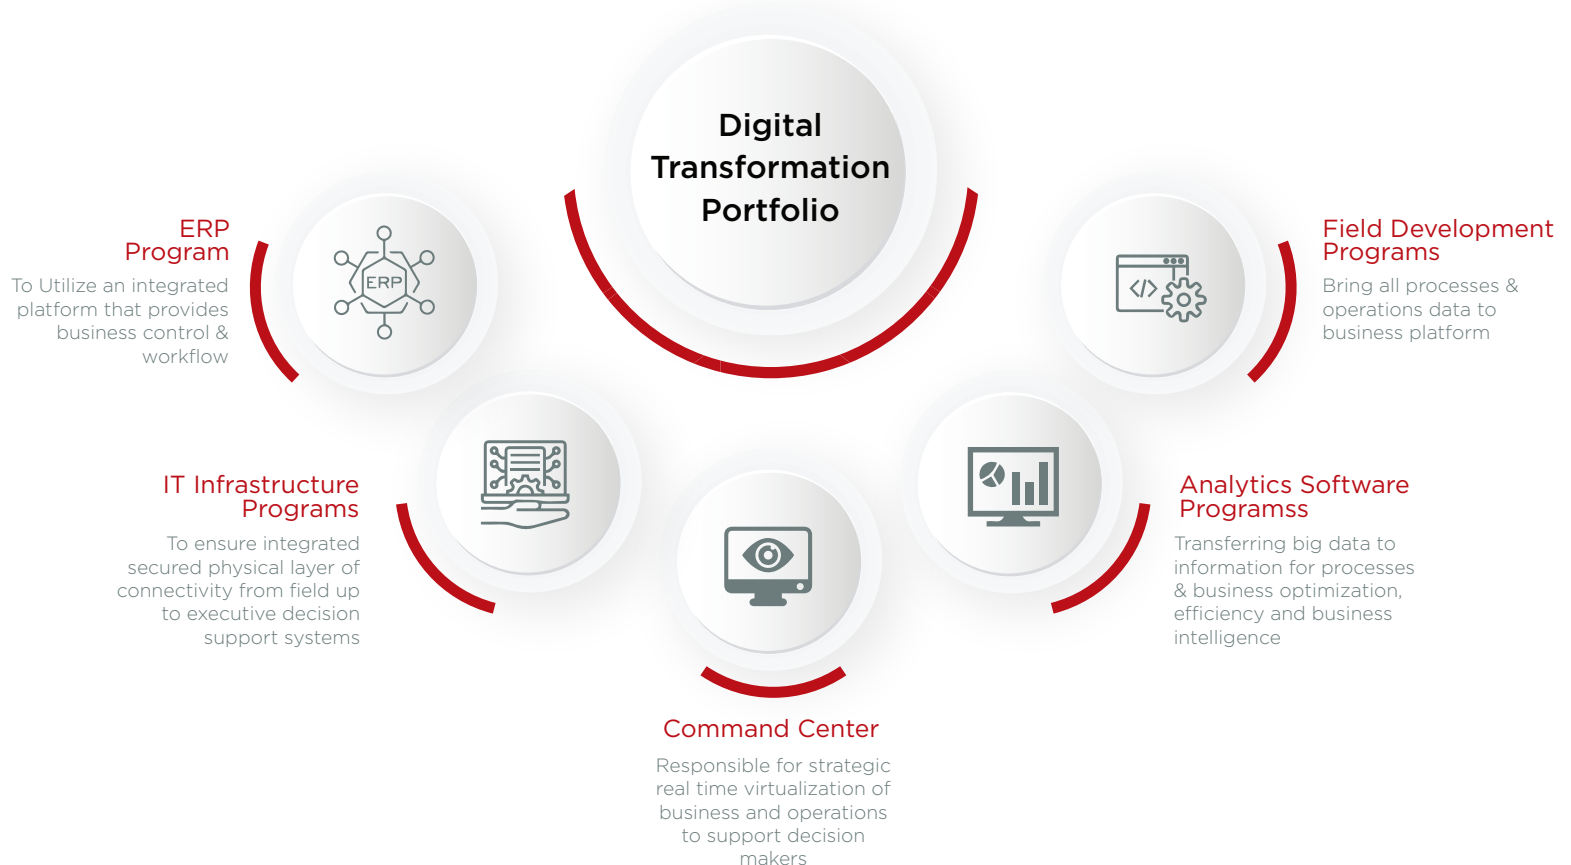 Digital
Transformation
Portfolio
ERP
Program
To Utilize an integrated
platform that provides
business control &
workflow
ERP
</>
Field Development
Programs
Bring all processes &
operations data to
business platform
IT Infrastructure
Programs
To ensure integrated
secured physical layer of
connectivity from field up
to executive decision
support systems
Analytics Software
Programss
Transferring big data to
information for processes
& business optimization,
efficiency and business
intelligence
Command Center
Responsible for strategic
real time virtualization of
business and operations
to support decision
makers